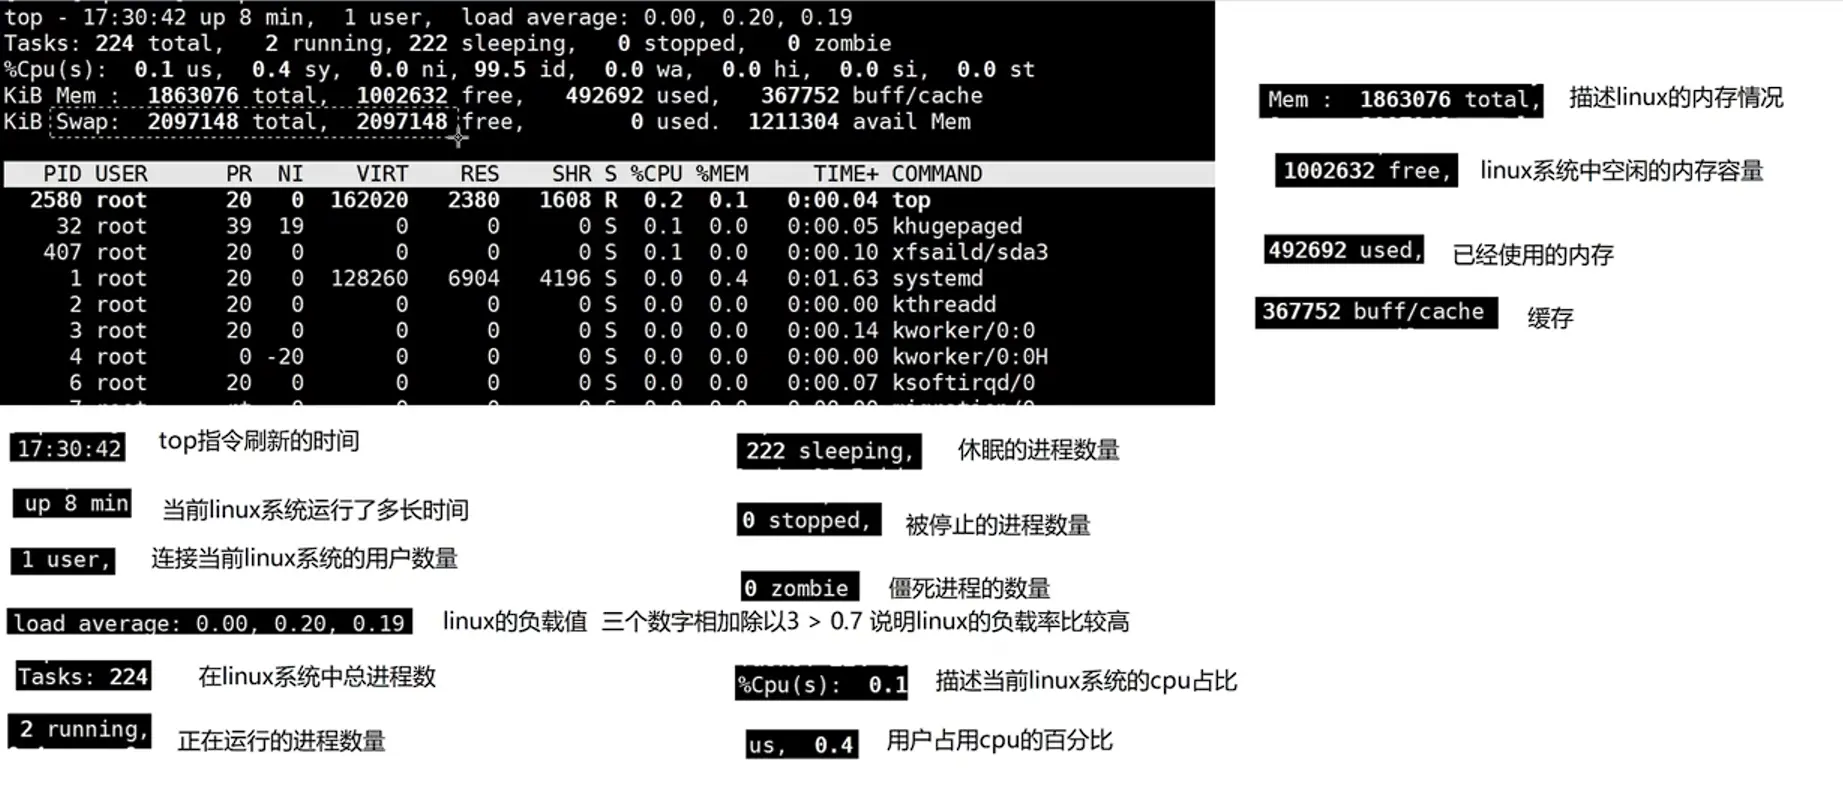 top - 17:30:42 up 8 min,  1 user,  load average: 0.00, 0.20, 0.19
Tasks: 224 total,   2 running, 222 sleeping,   0 stopped,   0 zombie
%Cpu(s):  0.1 us,  0.4 sy,  0.0 ni, 99.5 id,  0.0 wa,  0.0 hi,  0.0 si,  0.0 st
KiB Mem :  1863076 total,  1002632 free,   492692 used,   367752 buff/cache
KiB Swap:  2097148 total,  2097148 free,        0 used.  1211304 avail Mem
PID USER      PR  NI    VIRT    RES    SHR S %CPU %MEM     TIME+ COMMAND
2580 root      20   0  162020   2380   1608 R  0.2  0.1   0:00.04 top
32 root      39  19       0      0      0 S  0.1  0.0   0:00.05 khugepaged
407 root      20   0       0      0      0 S  0.1  0.0   0:00.10 xfsaild/sda3
1 root      20   0  128260   6904   4196 S  0.0  0.4   0:01.63 systemd
2 root      20   0       0      0      0 S  0.0  0.0   0:00.00 kthreadd
3 root      20   0       0      0      0 S  0.0  0.0   0:00.14 kworker/0:0
4 root       0 -20       0      0      0 S  0.0  0.0   0:00.00 kworker/0:0H
6 root      20   0       0      0      0 S  0.0  0.0   0:00.07 ksoftirqd/0
Mem :  1863076 total, 描述linux的内存情况
1002632 free, linux系统中空闲的内存容量
492692 used, 已经使用的内存
367752 buff/cache 缓存
17:30:42 top指令刷新的时间
up 8 min 当前linux系统运行了多长时间
1 user, 连接当前linux系统的用户数量
222 sleeping, 休眠的进程数量
0 stopped, 被停止的进程数量
0 zombie 僵死进程的数量
load average: 0.00, 0.20, 0.19 linux的负载值  三个数字相加除以3 > 0.7 说明linux的负载率比较高
Tasks: 224 在linux系统中总进程数
2 running, 正在运行的进程数量
%Cpu(s):  0.1 描述当前linux系统的cpu占比
us,  0.4 用户占用cpu的百分比